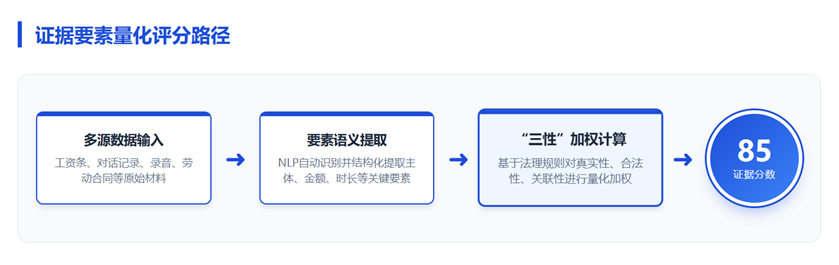 证据要素量化评分路径
多源数据输入
工资条、对话记录、录音、劳
动合同等原始材料
要素语义提取
NLP自动识别并结构化提取主
体、金额、时长等关键要素
“三性”加权计算
基于法理规则对真实性、合法
性、关联性进行量化加权
85
证据分数